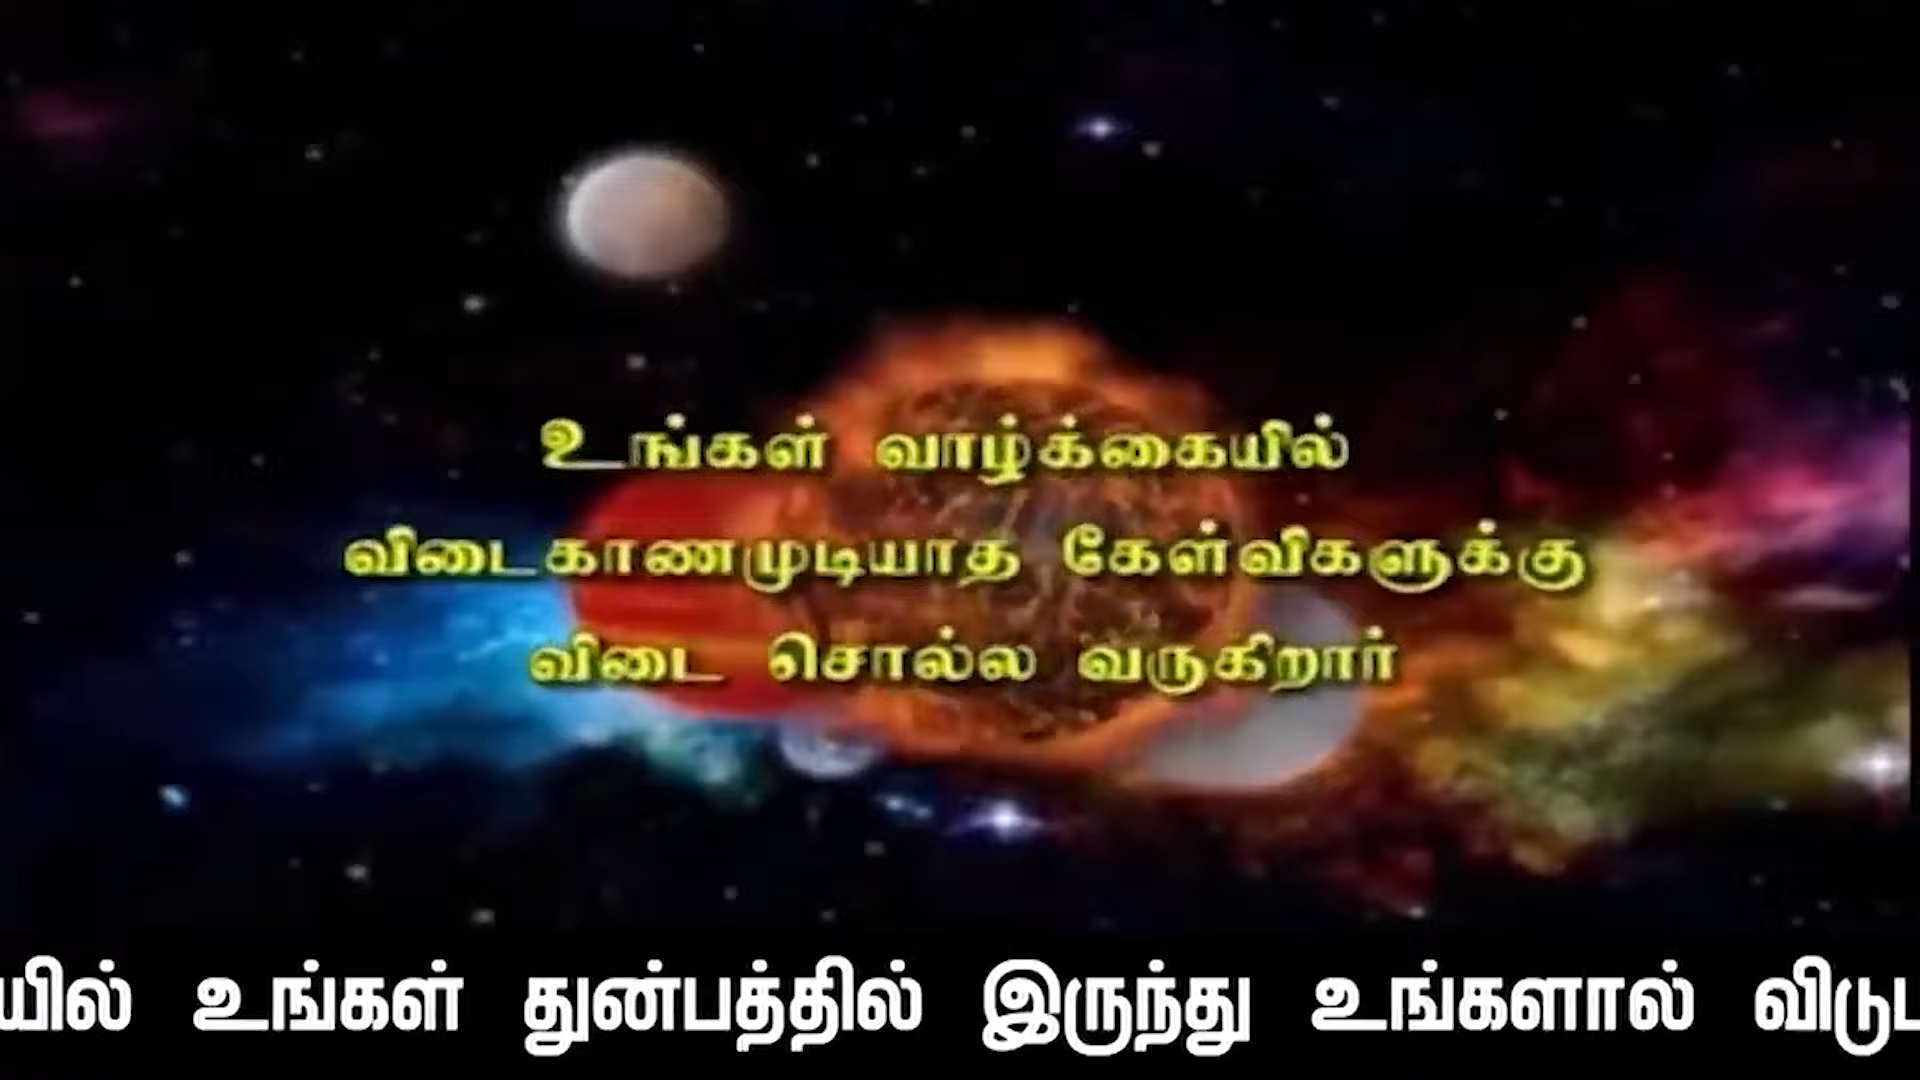 உங்கள் வாழ்க்கையில்
விடைகாணமுடியாத கேள்விகளுக்கு
விடை சொல்ல வருகிறார்
யில் உங்கள் துன்பத்தில் இருந்து உங்களால்